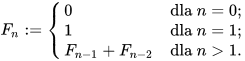 F_n := { 0 dla n = 0;
1 dla n = 1;
F_{n−1} + F_{n−2} dla n > 1.